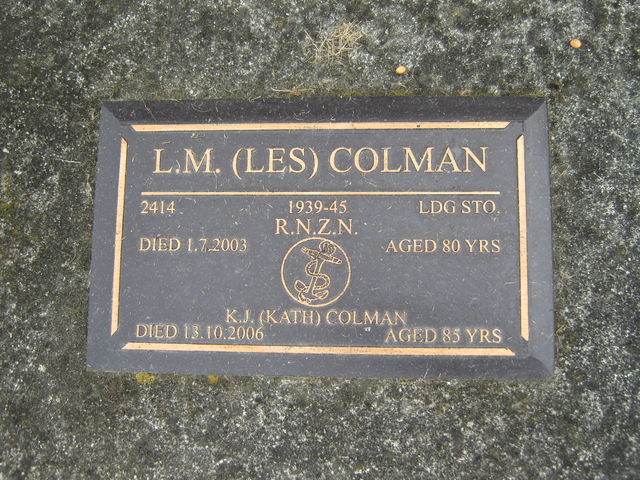 L.M. (LES) COLMAN
2414 1939-45 LDG STO.
R.N.Z.N.
DIED 1.7.2003 AGED 80 YRS
K.J. (KATH) COLMAN
DIED 13.10.2006 AGED 85 YRS